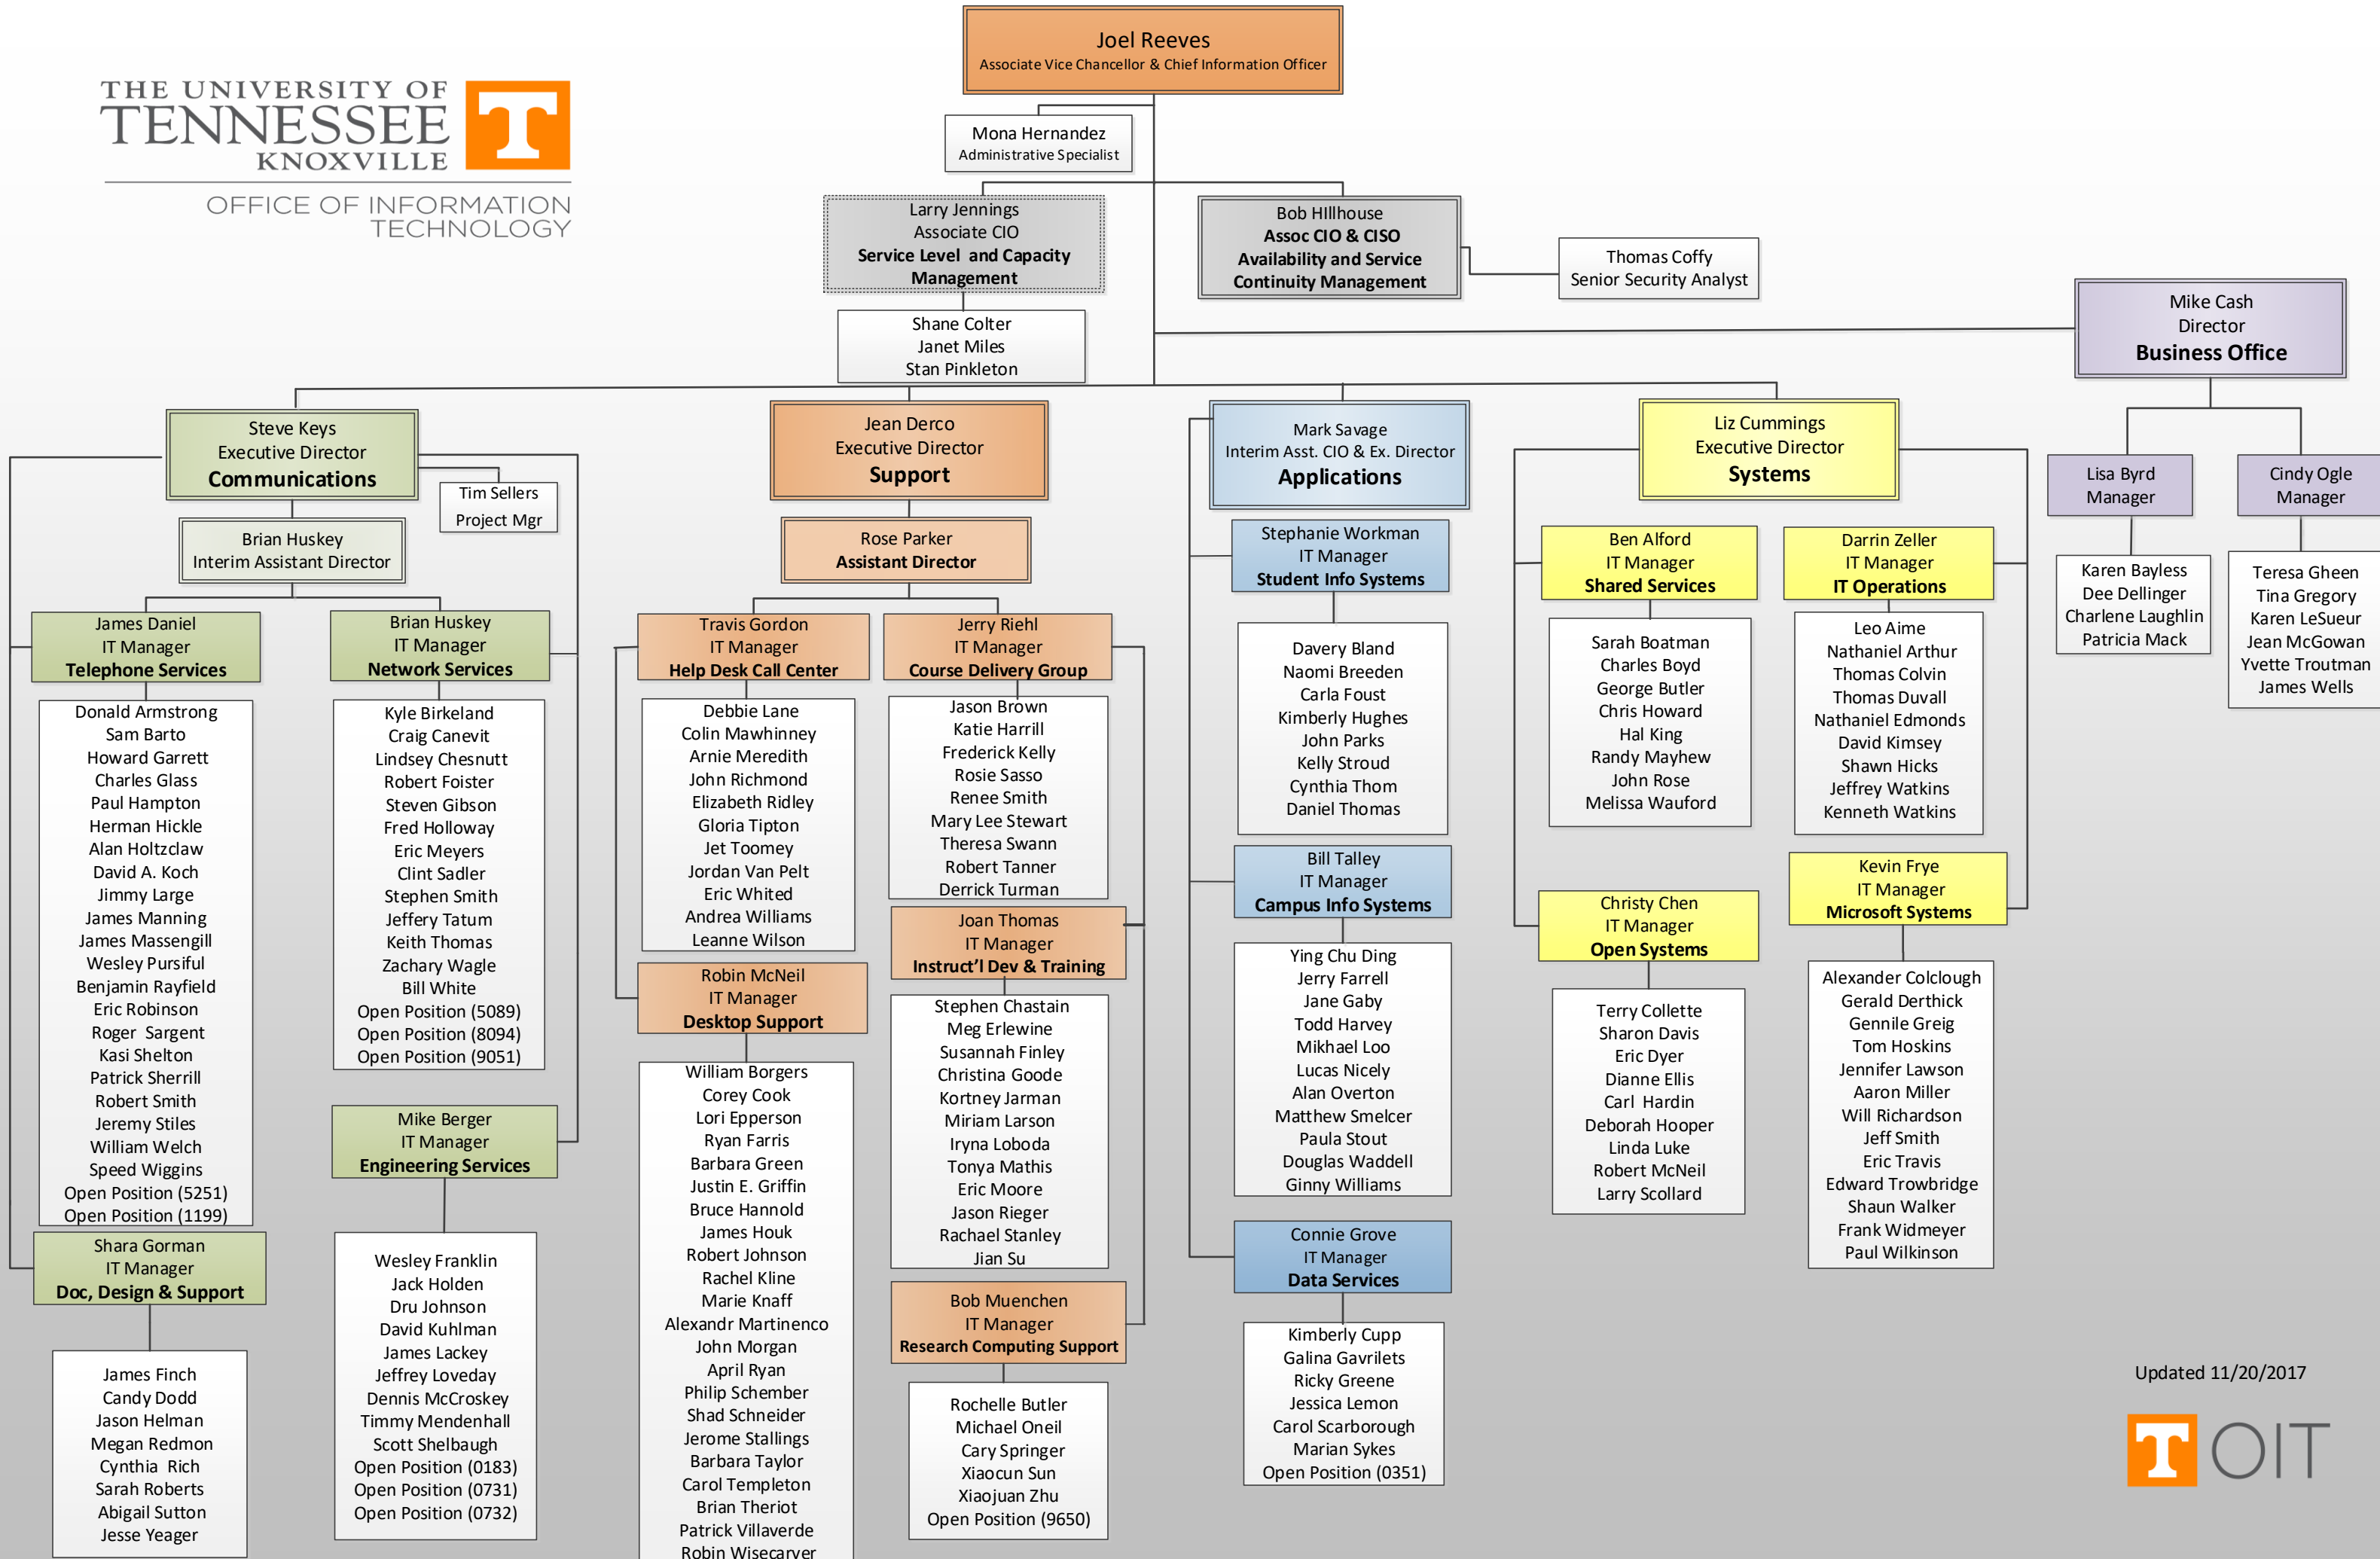 Joel Reeves
Associate Vice Chancellor & Chief Information Officer
THE UNIVERSITY OF
TENNESSEE
KNOXVILLE
T
OFFICE OF INFORMATION
TECHNOLOGY
Mona Hernandez
Administrative Specialist
Larry Jennings
Associate CIO
Service Level and Capacity
Management
Bob HIllhouse
Assoc CIO & CISO
Availability and Service
Continuity Management
Thomas Coffy
Senior Security Analyst
Shane Colter
Janet Miles
Stan Pinkleton
Mike Cash
Director
Business Office
Steve Keys
Executive Director
Communications
Tim Sellers
Project Mgr
Brian Huskey
Interim Assistant Director
James Daniel
IT Manager
Telephone Services
Donald Armstrong
Sam Barto
Howard Garrett
Charles Glass
Paul Hampton
Herman Hickle
Alan Holtzclaw
David A. Koch
Jimmy Large
James Manning
James Massengill
Wesley Pursiful
Benjamin Rayfield
Eric Robinson
Roger Sargent
Kasi Shelton
Patrick Sherrill
Robert Smith
Jeremy Stiles
William Welch
Speed Wiggins
Open Position (5251)
Open Position (1199)
Shara Gorman
IT Manager
Doc, Design & Support
James Finch
Candy Dodd
Jason Helman
Megan Redmon
Cynthia Rich
Sarah Roberts
Abigail Sutton
Jesse Yeager
Brian Huskey
IT Manager
Network Services
Kyle Birkeland
Craig Canevit
Lindsey Chesnutt
Robert Foister
Steven Gibson
Fred Holloway
Eric Meyers
Clint Sadler
Stephen Smith
Jeffery Tatum
Keith Thomas
Zachary Wagle
Bill White
Open Position (5089)
Open Position (8094)
Open Position (9051)
Mike Berger
IT Manager
Engineering Services
Wesley Franklin
Jack Holden
Dru Johnson
David Kuhlman
James Lackey
Jeffrey Loveday
Dennis McCroskey
Timmy Mendenhall
Scott Shelbaugh
Open Position (0183)
Open Position (0731)
Open Position (0732)
Jean Derco
Executive Director
Support
Rose Parker
Assistant Director
Travis Gordon
IT Manager
Help Desk Call Center
Debbie Lane
Colin Mawhinney
Arnie Meredith
John Richmond
Elizabeth Ridley
Gloria Tipton
Jet Toomey
Jordan Van Pelt
Eric Whited
Andrea Williams
Leanne Wilson
Robin McNeil
IT Manager
Desktop Support
William Borgers
Corey Cook
Lori Epperson
Ryan Farris
Barbara Green
Justin E. Griffin
Bruce Hannold
James Houk
Robert Johnson
Rachel Kline
Marie Knaff
Alexandr Martinenco
John Morgan
April Ryan
Philip Schember
Shad Schneider
Jerome Stallings
Barbara Taylor
Carol Templeton
Brian Theriot
Patrick Villaverde
Robin Wisecarver
Jerry Riehl
IT Manager
Course Delivery Group
Jason Brown
Katie Harrill
Frederick Kelly
Rosie Sasso
Renee Smith
Mary Lee Stewart
Theresa Swann
Robert Tanner
Derrick Turman
Joan Thomas
IT Manager
Instruct’l Dev & Training
Stephen Chastain
Meg Erlewine
Susannah Finley
Christina Goode
Kortney Jarman
Miriam Larson
Iryna Loboda
Tonya Mathis
Eric Moore
Jason Rieger
Rachael Stanley
Jian Su
Bob Muenchen
IT Manager
Research Computing Support
Rochelle Butler
Michael Oneil
Cary Springer
Xiaocun Sun
Xiaojuan Zhu
Open Position (9650)
Mark Savage
Interim Asst. CIO & Ex. Director
Applications
Stephanie Workman
IT Manager
Student Info Systems
Davery Bland
Naomi Breeden
Carla Foust
Kimberly Hughes
John Parks
Kelly Stroud
Cynthia Thom
Daniel Thomas
Bill Talley
IT Manager
Campus Info Systems
Ying Chu Ding
Jerry Farrell
Jane Gaby
Todd Harvey
Mikhael Loo
Lucas Nicely
Alan Overton
Matthew Smelcer
Paula Stout
Douglas Waddell
Ginny Williams
Connie Grove
IT Manager
Data Services
Kimberly Cupp
Galina Gavrilets
Ricky Greene
Jessica Lemon
Carol Scarborough
Marian Sykes
Open Position (0351)
Liz Cummings
Executive Director
Systems
Ben Alford
IT Manager
Shared Services
Sarah Boatman
Charles Boyd
George Butler
Chris Howard
Hal King
Randy Mayhew
John Rose
Melissa Wauford
Christy Chen
IT Manager
Open Systems
Terry Collette
Sharon Davis
Eric Dyer
Dianne Ellis
Carl Hardin
Deborah Hooper
Linda Luke
Robert McNeil
Larry Scollard
Darrin Zeller
IT Manager
IT Operations
Leo Aime
Nathaniel Arthur
Thomas Colvin
Thomas Duvall
Nathaniel Edmonds
David Kimsey
Shawn Hicks
Jeffrey Watkins
Kenneth Watkins
Kevin Frye
IT Manager
Microsoft Systems
Alexander Colclough
Gerald Derthick
Gennile Greig
Tom Hoskins
Jennifer Lawson
Aaron Miller
Will Richardson
Jeff Smith
Eric Travis
Edward Trowbridge
Shaun Walker
Frank Widmeyer
Paul Wilkinson
Lisa Byrd
Manager
Karen Bayless
Dee Dellinger
Charlene Laughlin
Patricia Mack
Cindy Ogle
Manager
Teresa Gheen
Tina Gregory
Karen LeSueur
Jean McGowan
Yvette Troutman
James Wells
Updated 11/20/2017
T OIT